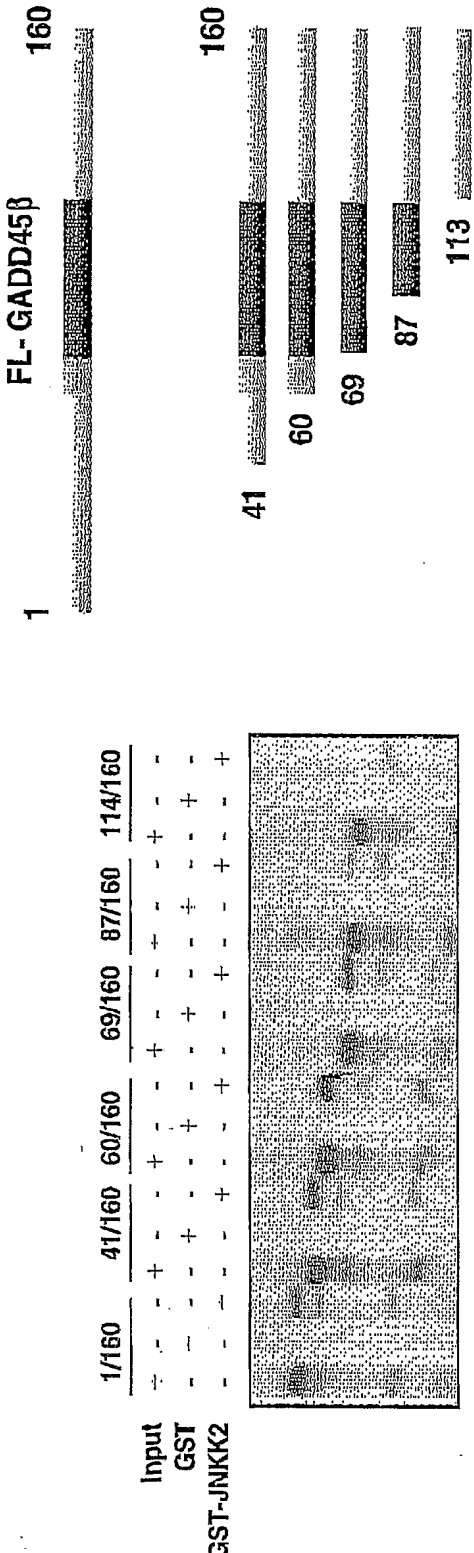 1/160 41/160 60/160 69/160 87/160 114/160
Input + - - + - - + - - + - - + - - + - -
GST - + - - + - - + - - + - - + - - + -
GST-JNKK2 - - + - - + - - + - - + - - + - - +
FL-GADD45β
1 160
160
41
60
69
87
113